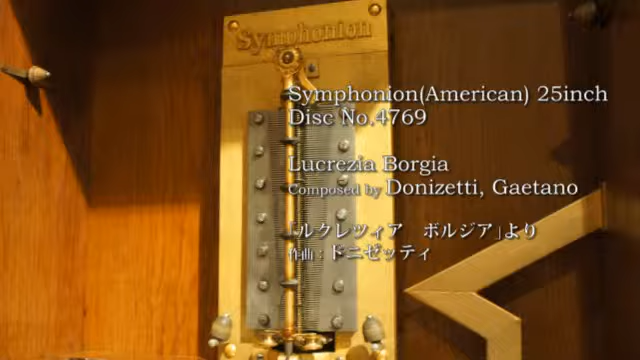 Symphonion
Symphonion(American) 25inch
Disc No.4769
Lucrezia Borgia
Composed by Donizetti, Gaetano
「ルクレツィア　ボルジア」より
作曲：ドニゼッティ